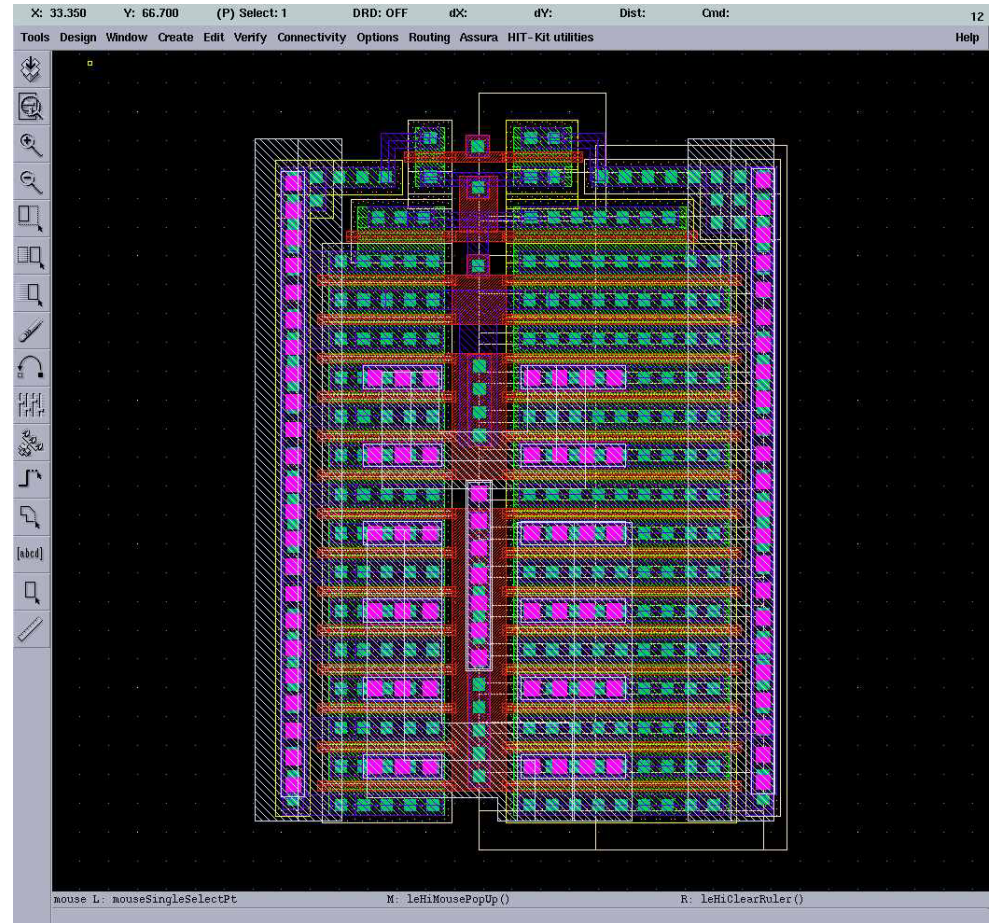 X: 33.350 Y: 66.700 (P) Select: 1 DRD: OFF dX: dY: Dist: Cmd: 12
Tools Design Window Create Edit Verify Connectivity Options Routing Assura HIT-Kit utilities Help
[abcd]
mouse L: mouseSingleSelectPt M: leHiMousePopUp() R: leHiClearRuler()